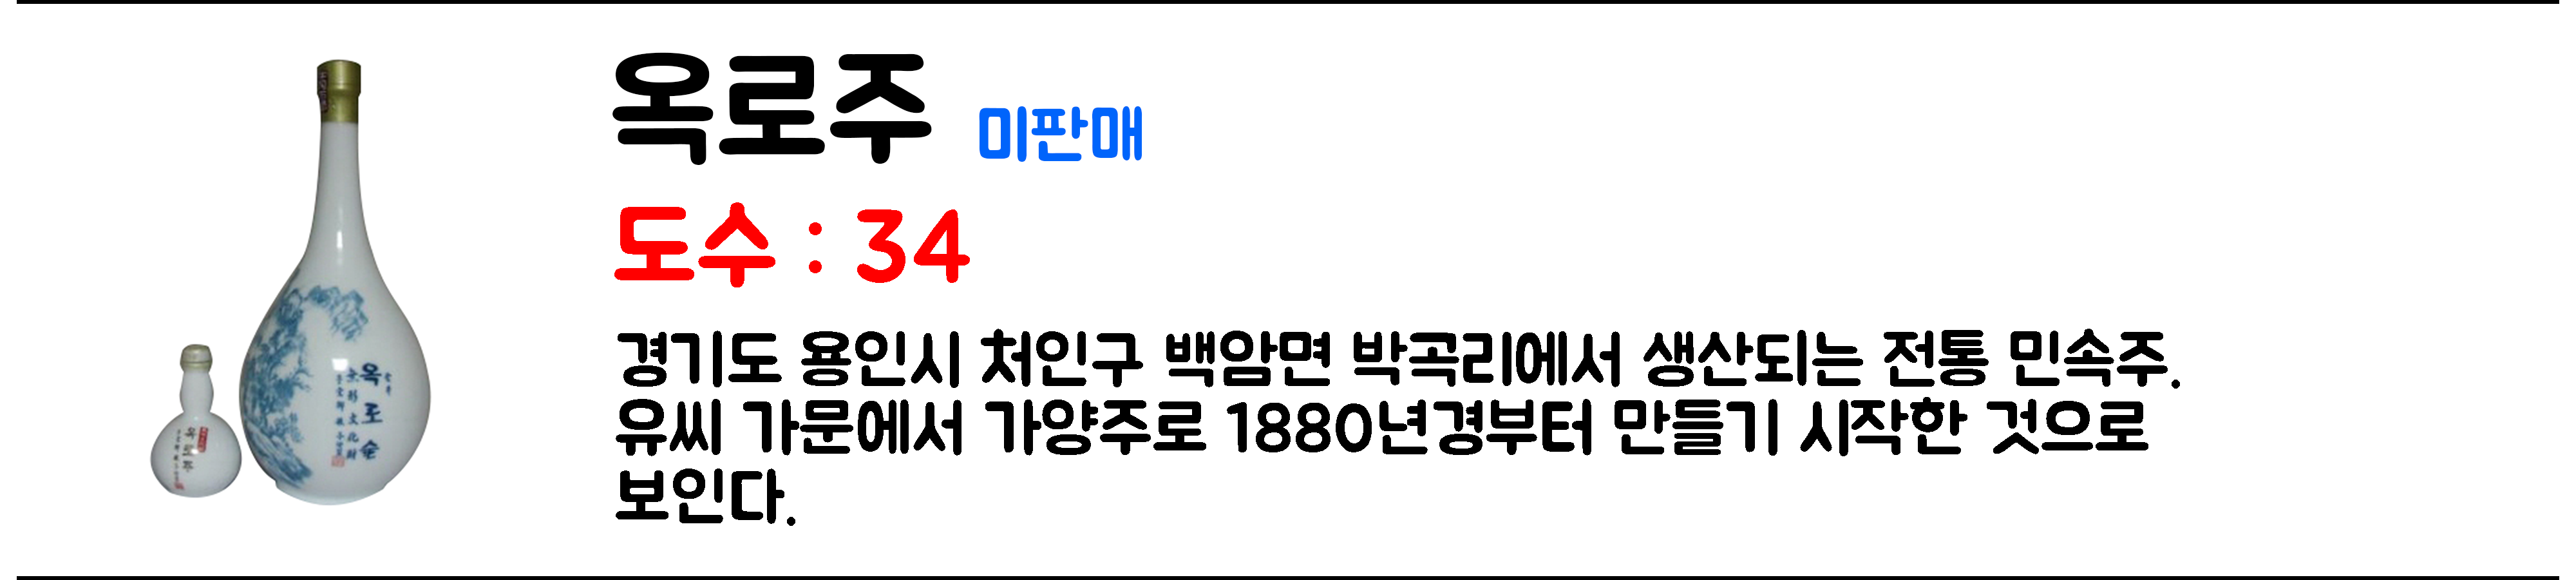 옥로주 미판매
도수 : 34
경기도 용인시 처인구 백암면 박곡리에서 생산되는 전통 민속주.
유씨 가문에서 가양주로 1880년경부터 만들기 시작한 것으로
보인다.
옥로주